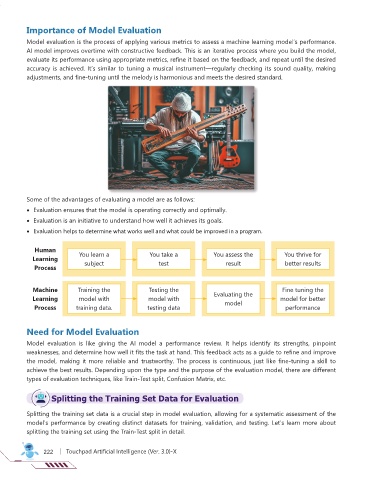 Importance of Model Evaluation
Model evaluation is the process of applying various metrics to assess a machine learning model's performance.
AI model improves overtime with constructive feedback. This is an iterative process where you build the model,
evaluate its performance using appropriate metrics, refine it based on the feedback, and repeat until the desired
accuracy is achieved. It's similar to tuning a musical instrument—regularly checking its sound quality, making
adjustments, and fine-tuning until the melody is harmonious and meets the desired standard.
Some of the advantages of evaluating a model are as follows:
• Evaluation ensures that the model is operating correctly and optimally.
• Evaluation is an initiative to understand how well it achieves its goals.
• Evaluation helps to determine what works well and what could be improved in a program.
Human
Learning
Process
You learn a
subject
You take a
test
You assess the
result
You thrive for
better results
Machine
Learning
Process
Training the
model with
training data.
Testing the
model with
testing data
Evaluating the
model
Fine tuning the
model for better
performance
Need for Model Evaluation
Model evaluation is like giving the AI model a performance review. It helps identify its strengths, pinpoint
weaknesses, and determine how well it fits the task at hand. This feedback acts as a guide to refine and improve
the model, making it more reliable and trustworthy. The process is continuous, just like fine-tuning a skill to
achieve the best results. Depending upon the type and the purpose of the evaluation model, there are different
types of evaluation techniques, like Train-Test split, Confusion Matrix, etc.
Splitting the Training Set Data for Evaluation
Splitting the training set data is a crucial step in model evaluation, allowing for a systematic assessment of the
model's performance by creating distinct datasets for training, validation, and testing. Let's learn more about
splitting the training set using the Train-Test split in detail.
222 | Touchpad Artificial Intelligence (Ver. 3.0)-X